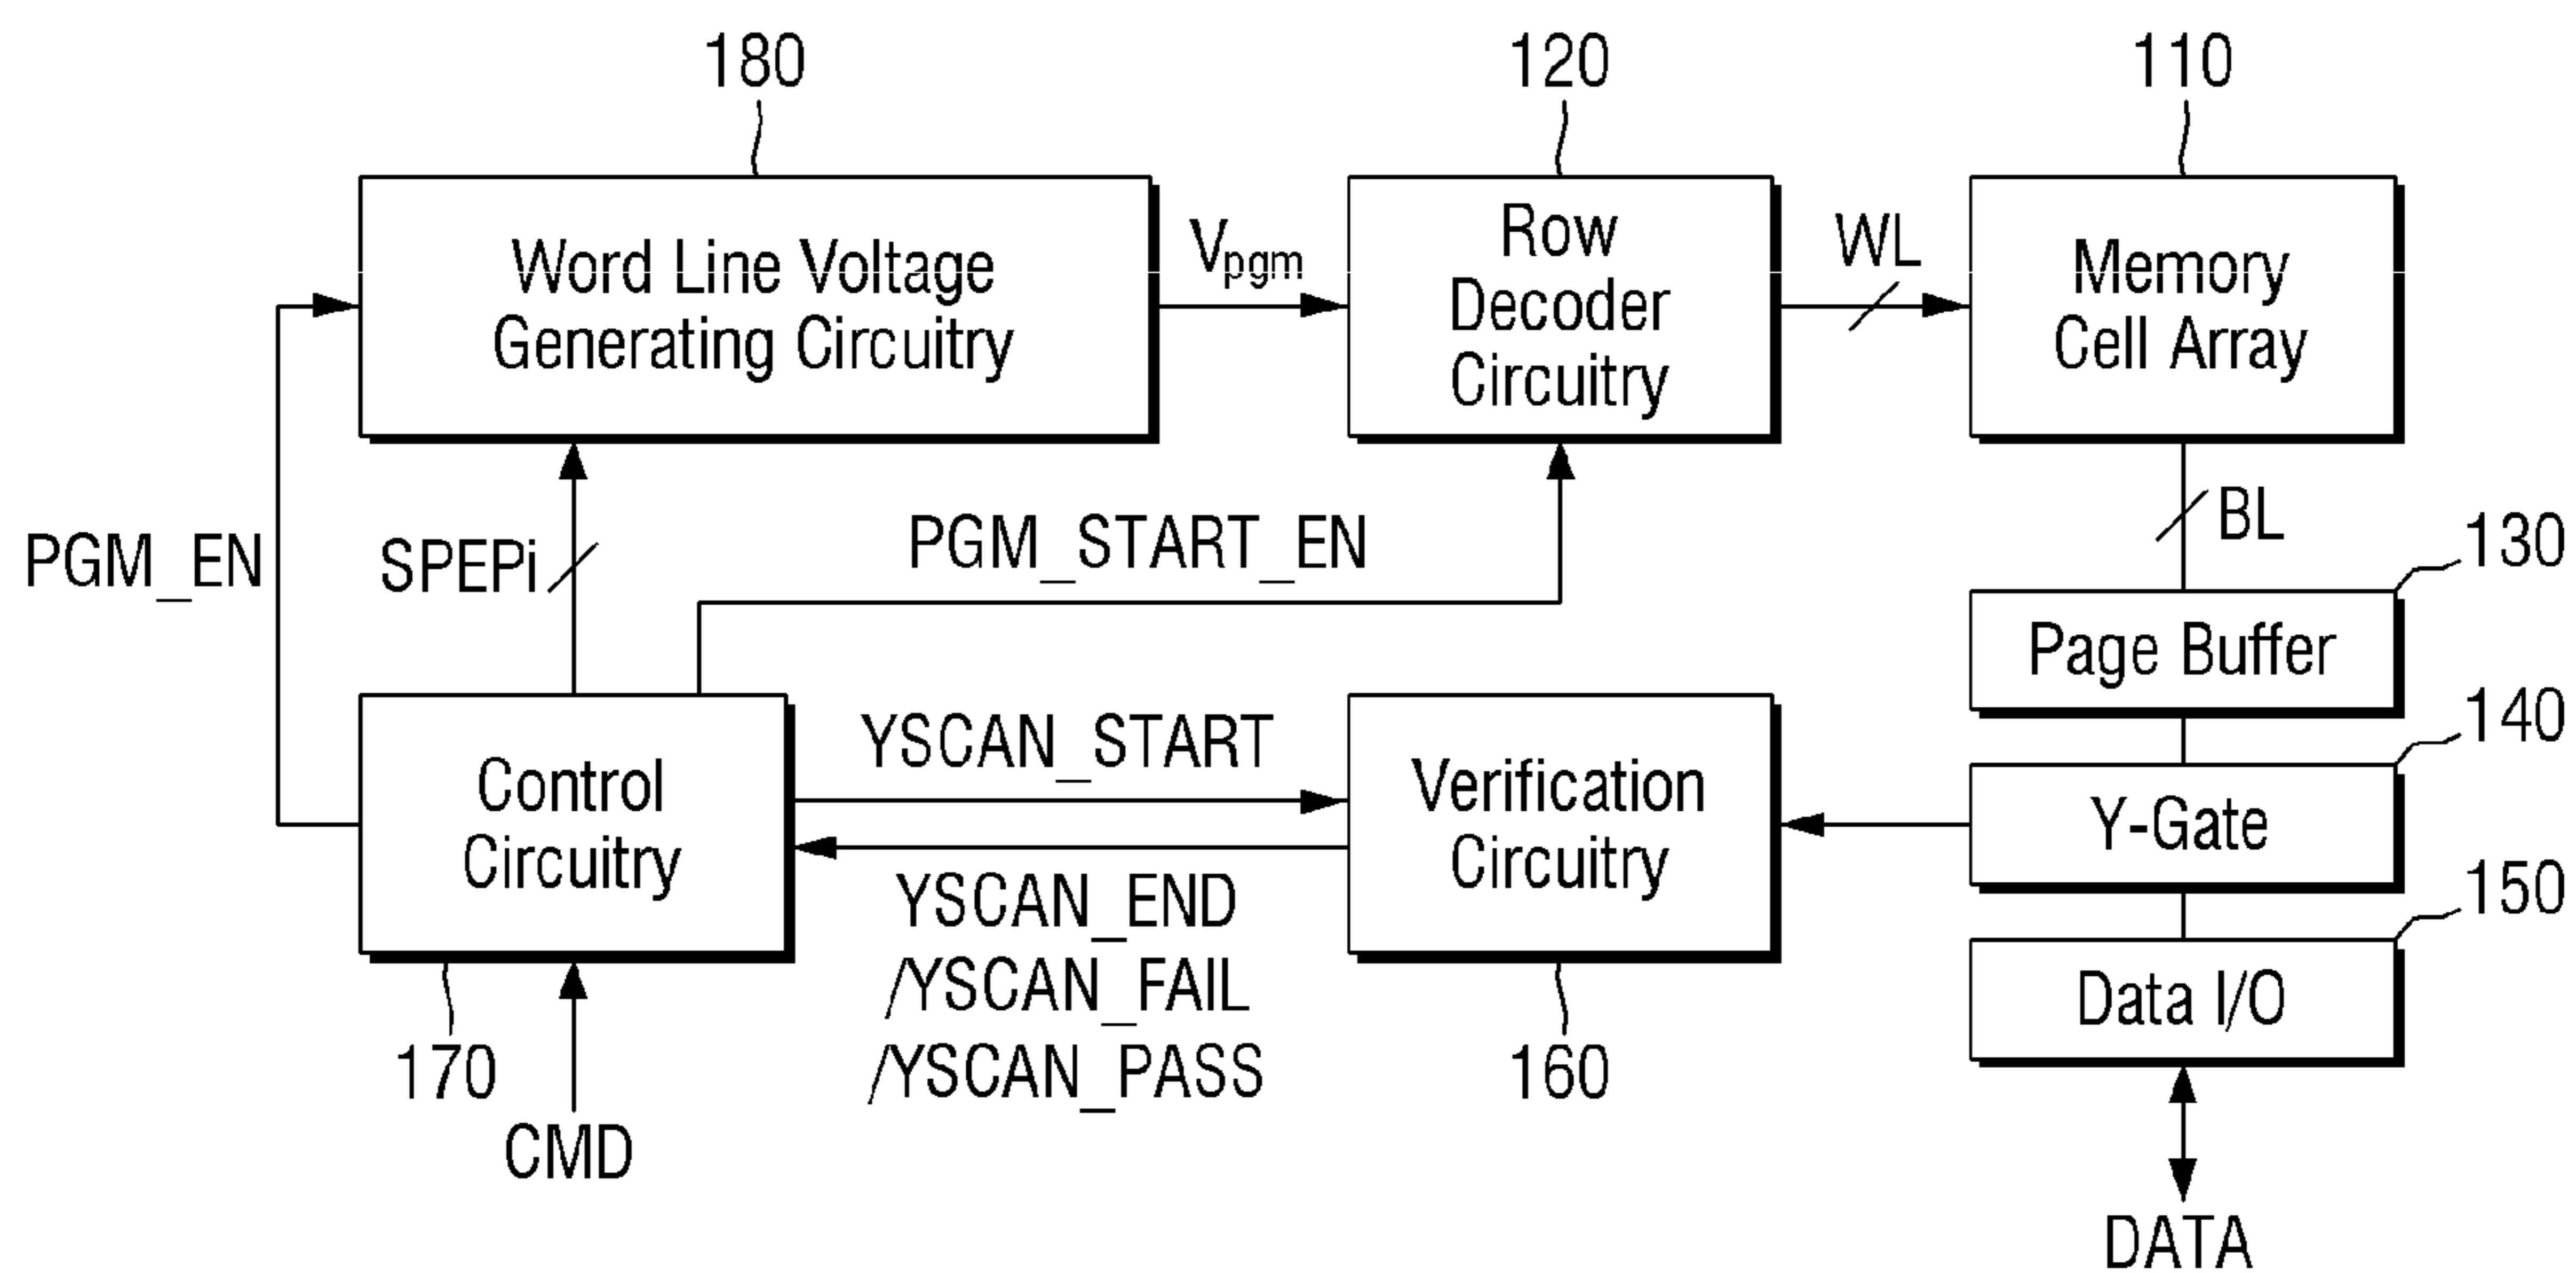 180
120
110
Word Line Voltage
Generating Circuitry
Vpgm
Row
Decoder
Circuitry
WL
Memory
Cell Array
PGM_EN
SPEPi
PGM_START_EN
BL
130
Page Buffer
140
Control
Circuitry
YSCAN_START
Verification
Circuitry
Y-Gate
YSCAN_END
/YSCAN_FAIL
/YSCAN_PASS
150
Data I/O
170
160
CMD
DATA